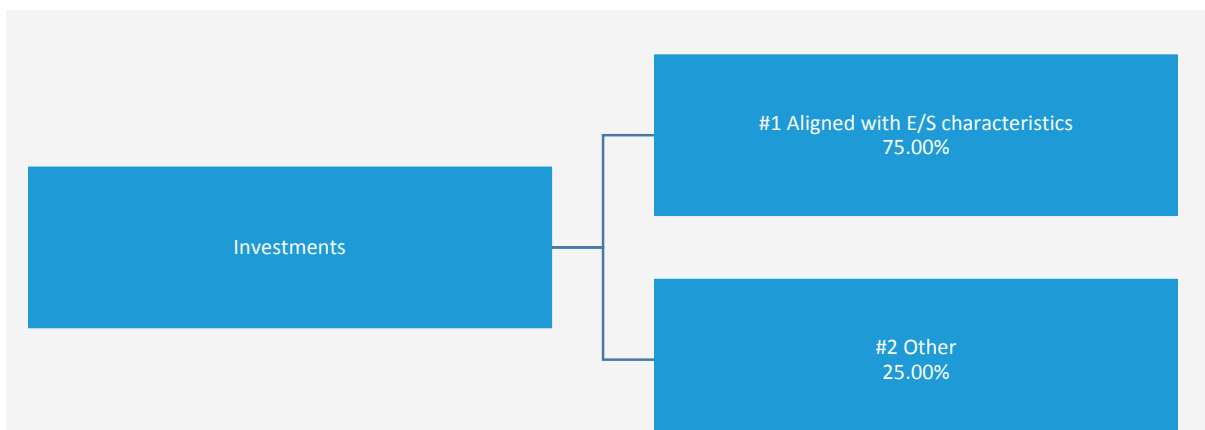 Investments
#1 Aligned with E/S characteristics
75.00%
#2 Other
25.00%